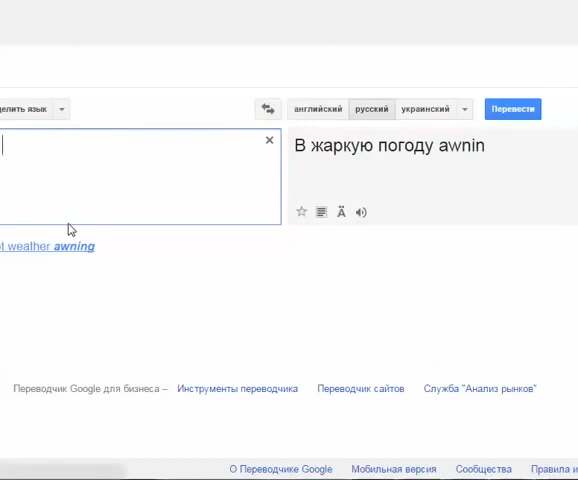 делить язык английский русский украинский Перевести
В жаркую погоду awnin
Ä
weather awning
Переводчик Google для бизнеса – Инструменты переводчика Переводчик сайтов Служба "Анализ рынков"
О Переводчике Google Мобильная версия Сообщества Правила и